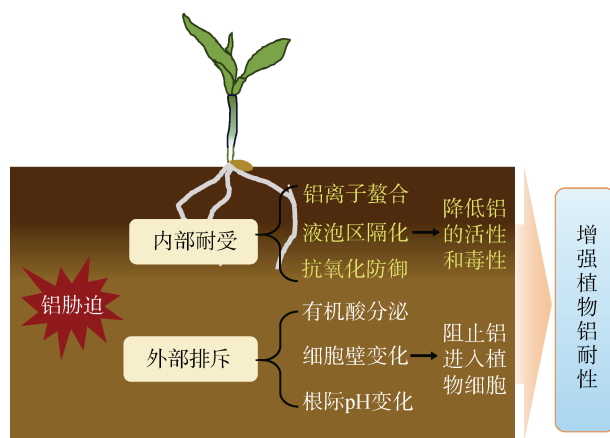 铝胁迫
内部耐受
铝离子螯合
液泡区隔化
抗氧化防御
降低铝
的活性
和毒性
外部排斥
有机酸分泌
细胞壁变化
根际pH变化
阻止铝
进入植
物细胞
增强植物铝耐性